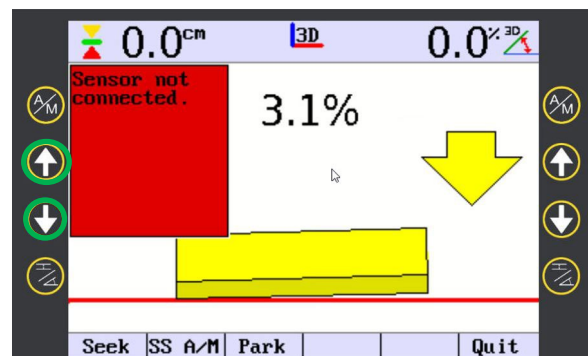 0.0cm 3D 0.0% 3D
Sensor not
connected.
3.1%
A/M A/M
H H
Seek SS A/M Park Quit